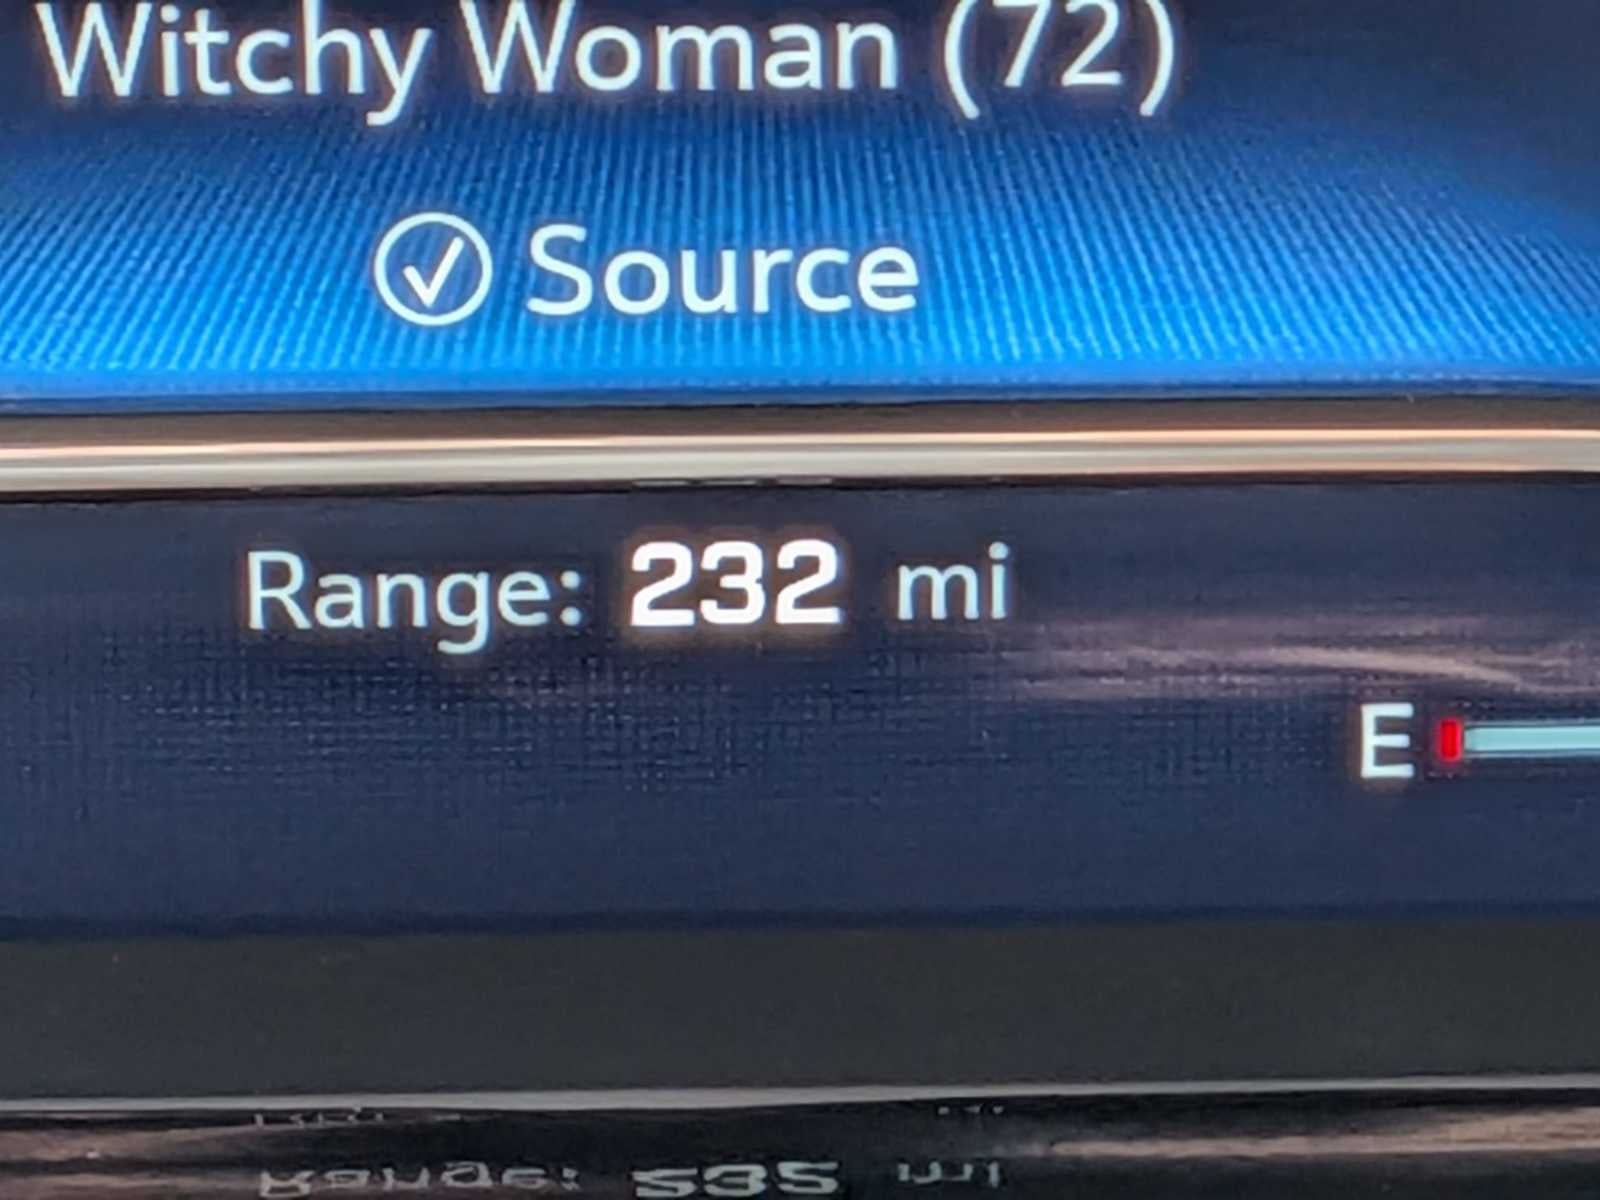 Witchy Woman (72)
Source
Range: 232 mi
E